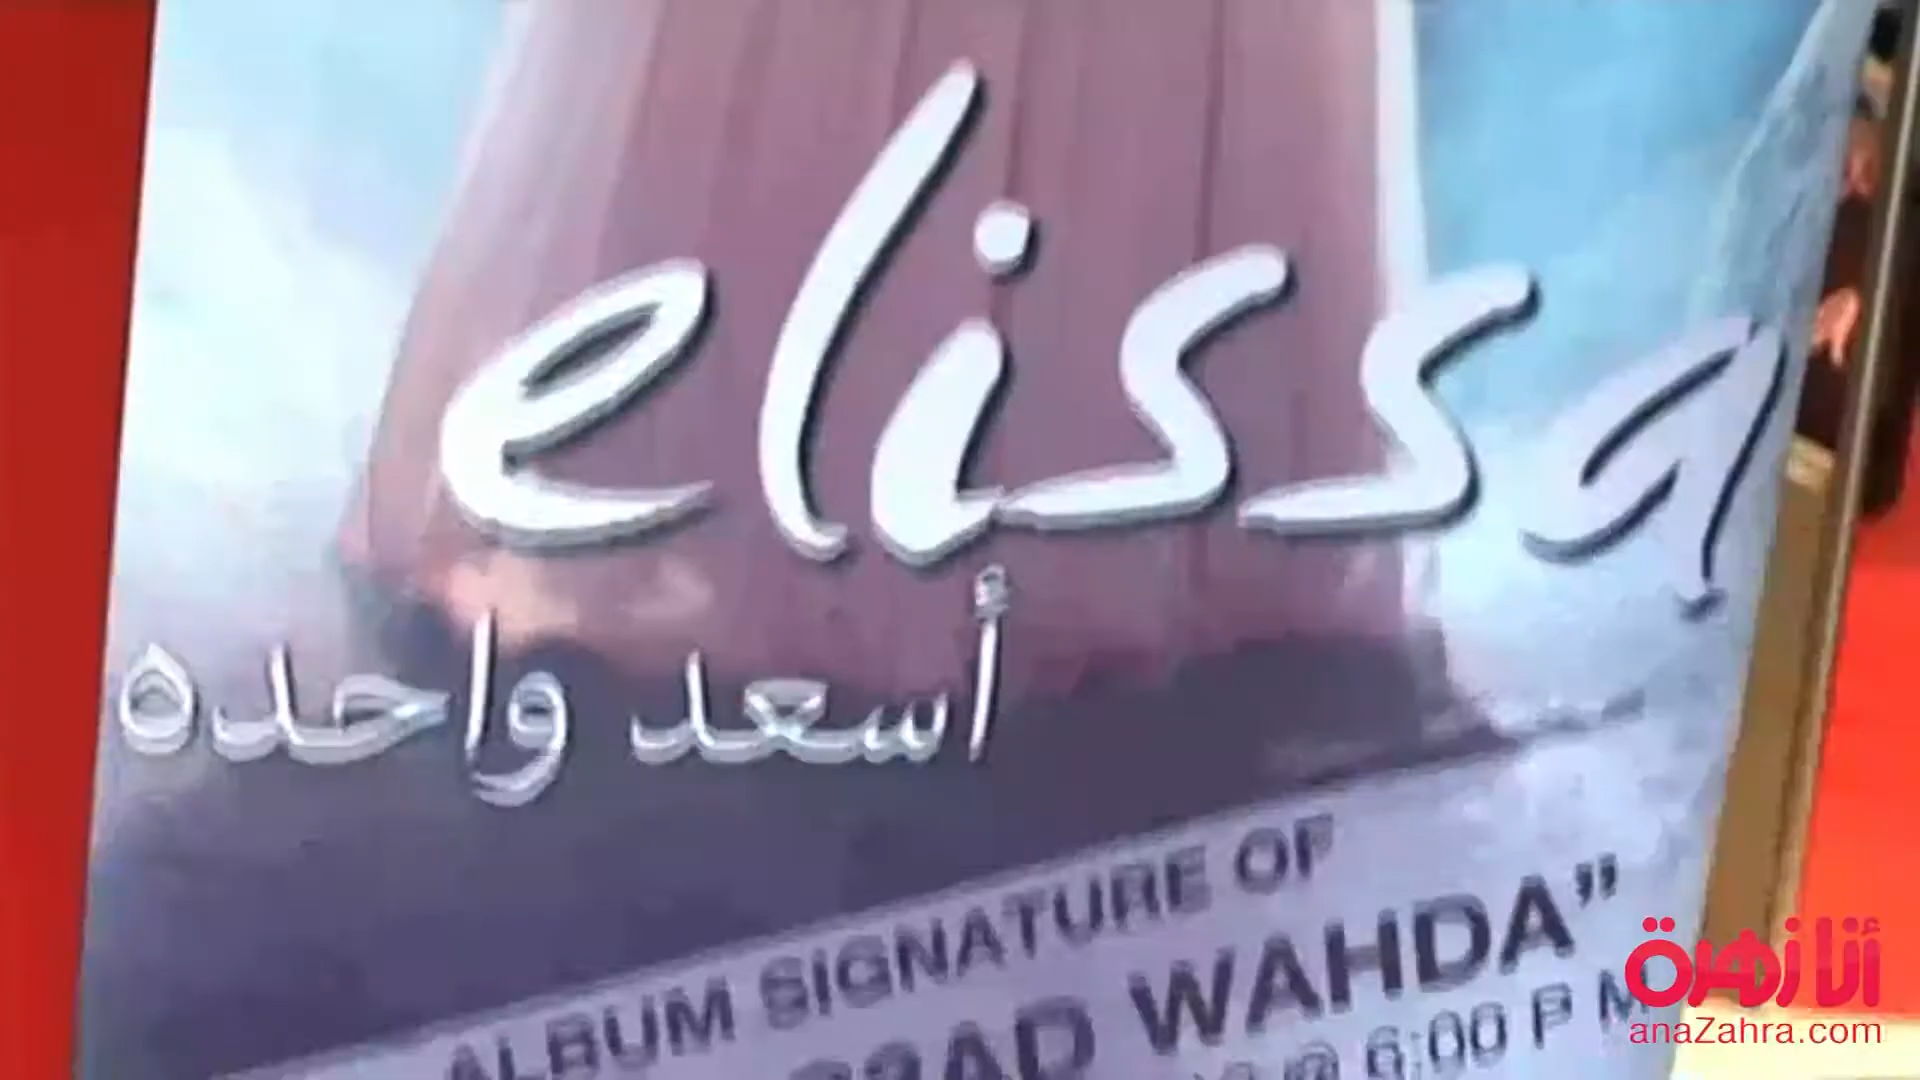 elissa
أسعد واحده
ALBUM SIGNATURE OF
WAHDA"
@ 6:00 P M
أنا زهرة
anaZahra.com